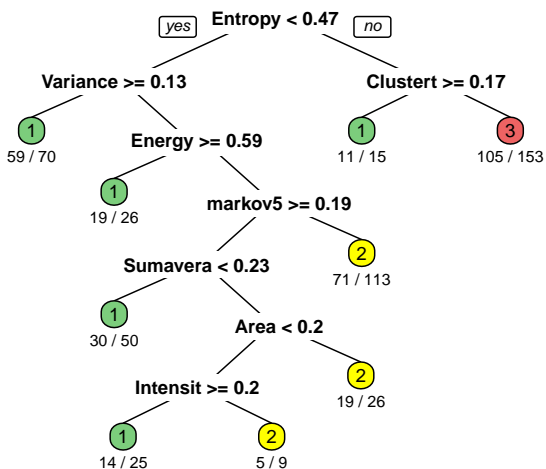 Entropy < 0.47
yes
no
Variance >= 0.13
Clustert >= 0.17
1
59 / 70
Energy >= 0.59
1
11 / 15
3
105 / 153
1
19 / 26
markov5 >= 0.19
Sumavera < 0.23
2
71 / 113
1
30 / 50
Area < 0.2
Intensit >= 0.2
2
19 / 26
1
14 / 25
2
5 / 9